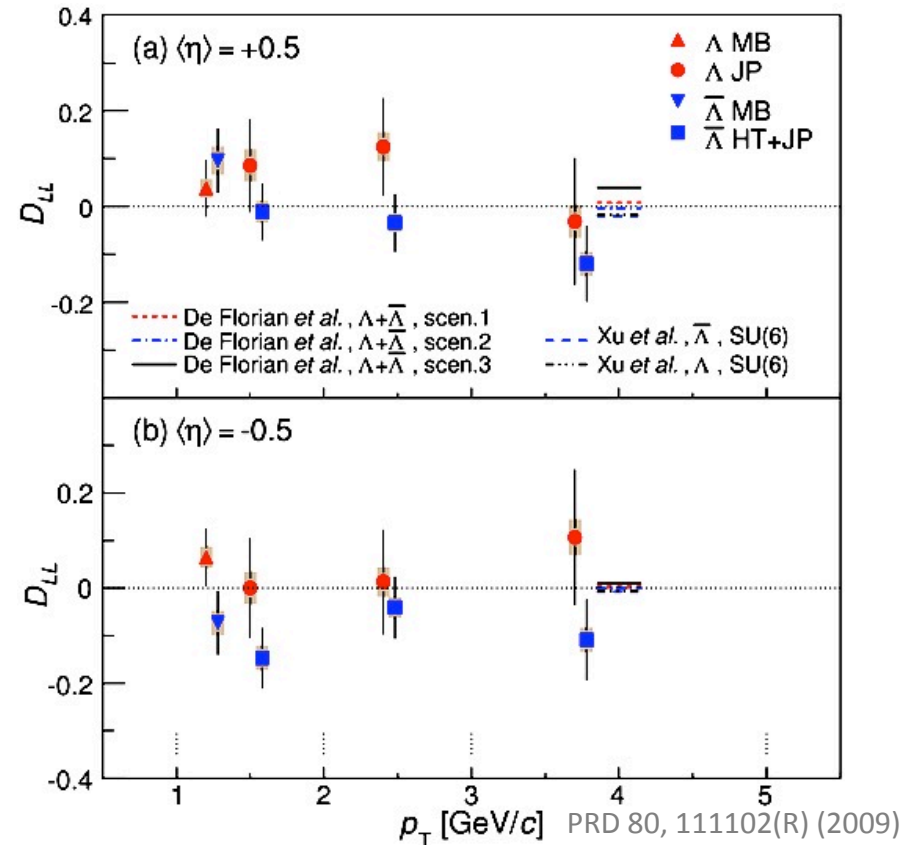 0.4
(a) ⟨η⟩ = +0.5
Λ MB
Λ JP
Λ̅ MB
Λ̅ HT+JP
0.2
0
-0.2
D_LL
De Florian et al., Λ+Λ̅, scen.1
De Florian et al., Λ+Λ̅, scen.2
De Florian et al., Λ+Λ̅, scen.3
Xu et al., Λ̅, SU(6)
Xu et al., Λ, SU(6)
(b) ⟨η⟩ = -0.5
0.2
0
-0.2
-0.4
D_LL
1 2 3 4 5
p_T [GeV/c] PRD 80, 111102(R) (2009)